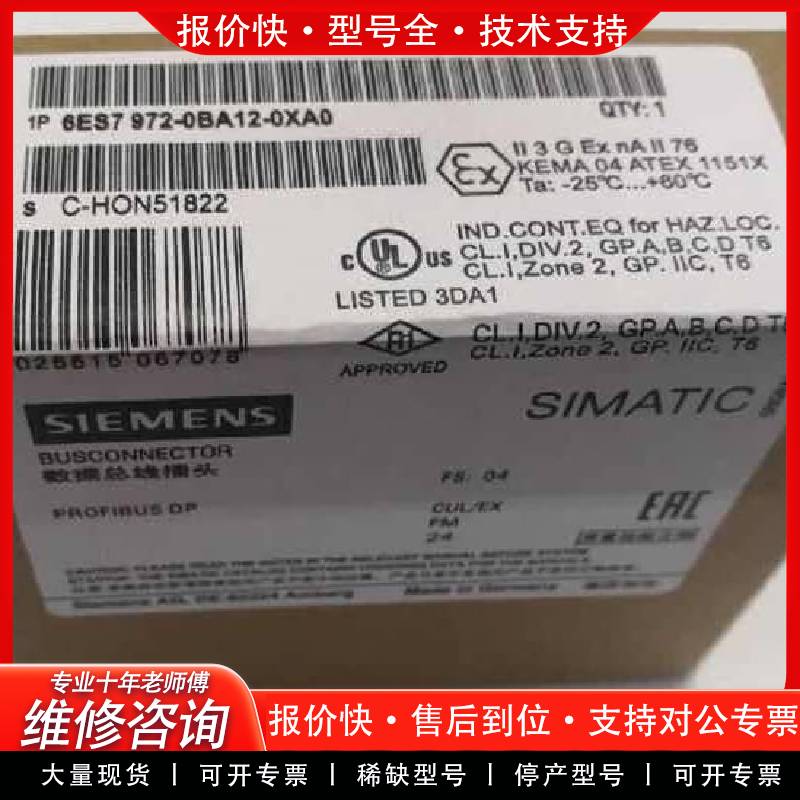 报价快·型号全·技术支持
1P 6ES7 972-0BA12-0XA0
QTY: 1
S C-HON51822
II 3 G Ex nA II T6
KEMA 04 ATEX 1151X
Ta: -25℃...+60℃
Ex
C UL US
LISTED 3DA1
IND.CONT.EQ for HAZ.LOC.
CL.I,DIV.2, GP.A,B,C,D T6
CL.I,Zone 2, GP. IIC, T6
025515 067078
APPROVED
CL.I,DIV.2, GP.A,B,C,D T6
CL.I,Zone 2, GP. IIC, T6
SIEMENS
SIMATIC
BUSCONNECTOR
数据总线插头
FS: 04
PROFIBUS DP
CUL/EX
FM
24
EAC
Made in Germany
专业十年老师傅
维修咨询
报价快·售后到位·支持对公专票
大量现货|可开专票|稀缺型号|停产型号|可开专票